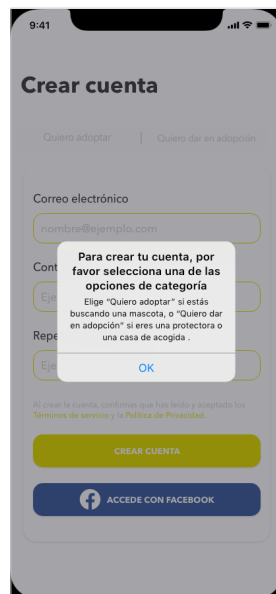 9:41
Crear cuenta
Quiero adoptar | Quiero dar en adopción
Correo electrónico
nombre@ejemplo.com
Para crear tu cuenta, por
favor selecciona una de las
opciones de categoría
Elige "Quiero adoptar" si estás
buscando una mascota, o "Quiero dar
en adopción" si eres una protectora o
una casa de acogida .
OK
Cont
Eje
Repe
Eje
Al crear la cuenta, confirmas que has leído y aceptado los
Términos de servicio y la Política de Privacidad.
CREAR CUENTA
ACCEDE CON FACEBOOK